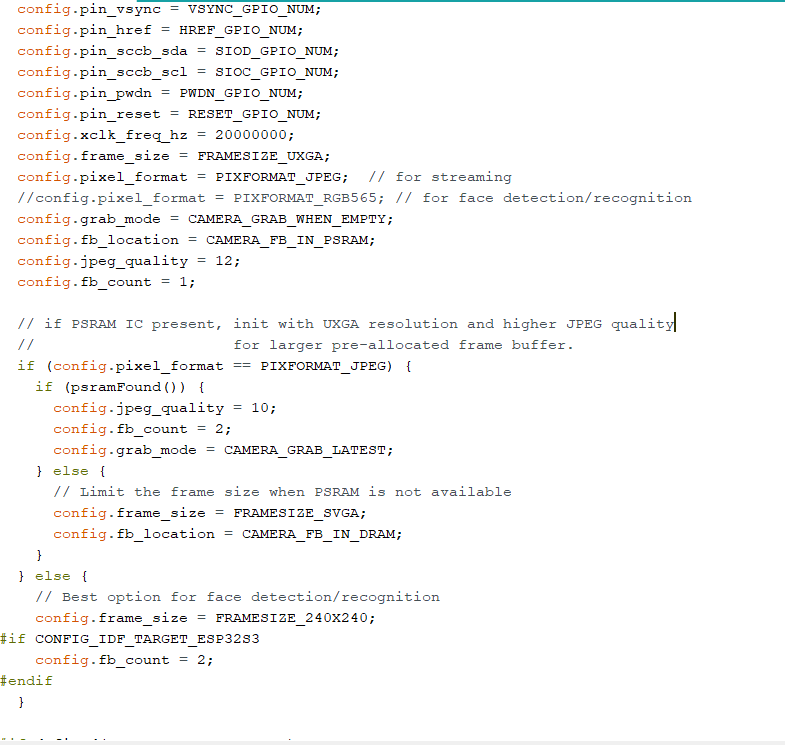 config.pin_vsync = VSYNC_GPIO_NUM;
config.pin_href = HREF_GPIO_NUM;
config.pin_sccb_sda = SIOD_GPIO_NUM;
config.pin_sccb_scl = SIOC_GPIO_NUM;
config.pin_pwdn = PWDN_GPIO_NUM;
config.pin_reset = RESET_GPIO_NUM;
config.xclk_freq_hz = 20000000;
config.frame_size = FRAMESIZE_UXGA;
config.pixel_format = PIXFORMAT_JPEG;  // for streaming
//config.pixel_format = PIXFORMAT_RGB565; // for face detection/recognition
config.grab_mode = CAMERA_GRAB_WHEN_EMPTY;
config.fb_location = CAMERA_FB_IN_PSRAM;
config.jpeg_quality = 12;
config.fb_count = 1;
// if PSRAM IC present, init with UXGA resolution and higher JPEG quality
//                      for larger pre-allocated frame buffer.
if (config.pixel_format == PIXFORMAT_JPEG) {
if (psramFound()) {
config.jpeg_quality = 10;
config.fb_count = 2;
config.grab_mode = CAMERA_GRAB_LATEST;
} else {
// Limit the frame size when PSRAM is not available
config.frame_size = FRAMESIZE_SVGA;
config.fb_location = CAMERA_FB_IN_DRAM;
}
} else {
// Best option for face detection/recognition
config.frame_size = FRAMESIZE_240X240;
#if CONFIG_IDF_TARGET_ESP32S3
config.fb_count = 2;
#endif
}